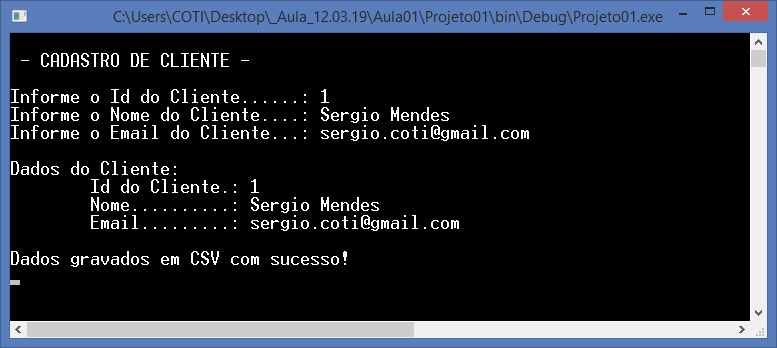 C:\Users\COTI\Desktop\_Aula_12.03.19\Aula01\Projeto01\bin\Debug\Projeto01.exe
- CADASTRO DE CLIENTE -
Informe o Id do Cliente......: 1
Informe o Nome do Cliente....: Sergio Mendes
Informe o Email do Cliente...: sergio.coti@gmail.com
Dados do Cliente:
Id do Cliente.: 1
Nome..........: Sergio Mendes
Email.........: sergio.coti@gmail.com
Dados gravados em CSV com sucesso!